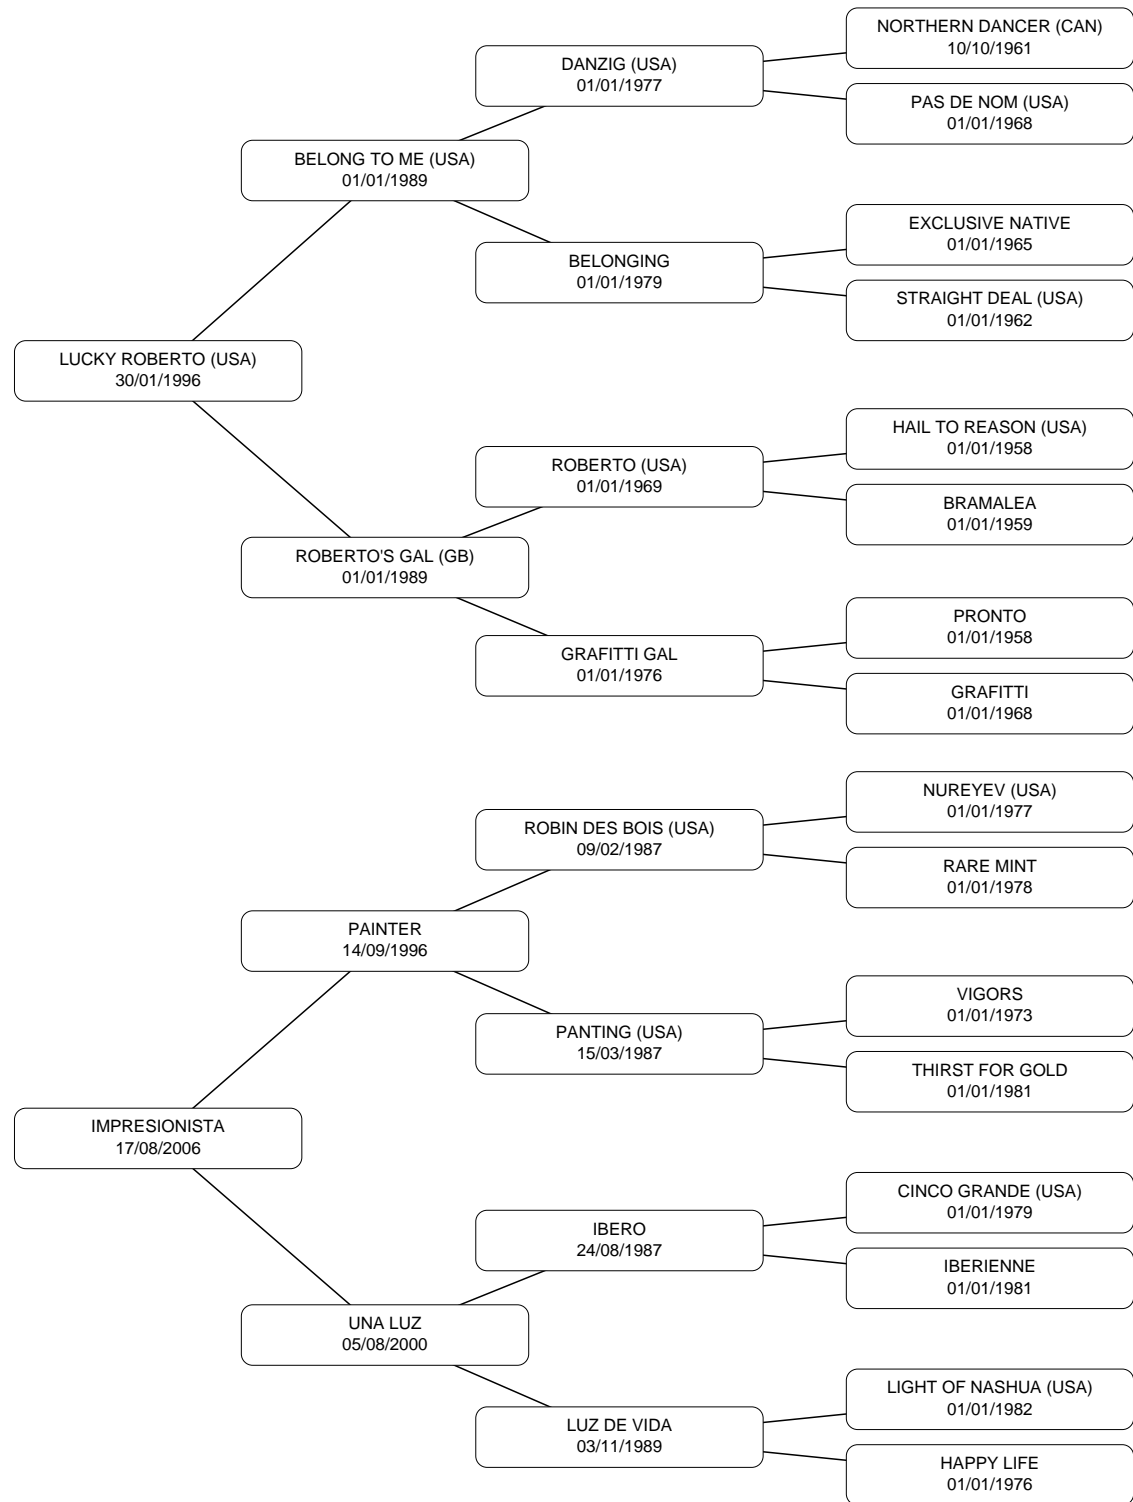 NORTHERN DANCER (CAN)
10/10/1961
DANZIG (USA)
01/01/1977
PAS DE NOM (USA)
01/01/1968
BELONG TO ME (USA)
01/01/1989
EXCLUSIVE NATIVE
01/01/1965
BELONGING
01/01/1979
STRAIGHT DEAL (USA)
01/01/1962
LUCKY ROBERTO (USA)
30/01/1996
HAIL TO REASON (USA)
01/01/1958
ROBERTO (USA)
01/01/1969
BRAMALEA
01/01/1959
ROBERTO'S GAL (GB)
01/01/1989
PRONTO
01/01/1958
GRAFITTI GAL
01/01/1976
GRAFITTI
01/01/1968
NUREYEV (USA)
01/01/1977
ROBIN DES BOIS (USA)
09/02/1987
RARE MINT
01/01/1978
PAINTER
14/09/1996
VIGORS
01/01/1973
PANTING (USA)
15/03/1987
THIRST FOR GOLD
01/01/1981
IMPRESIONISTA
17/08/2006
CINCO GRANDE (USA)
01/01/1979
IBERO
24/08/1987
IBERIENNE
01/01/1981
UNA LUZ
05/08/2000
LIGHT OF NASHUA (USA)
01/01/1982
LUZ DE VIDA
03/11/1989
HAPPY LIFE
01/01/1976